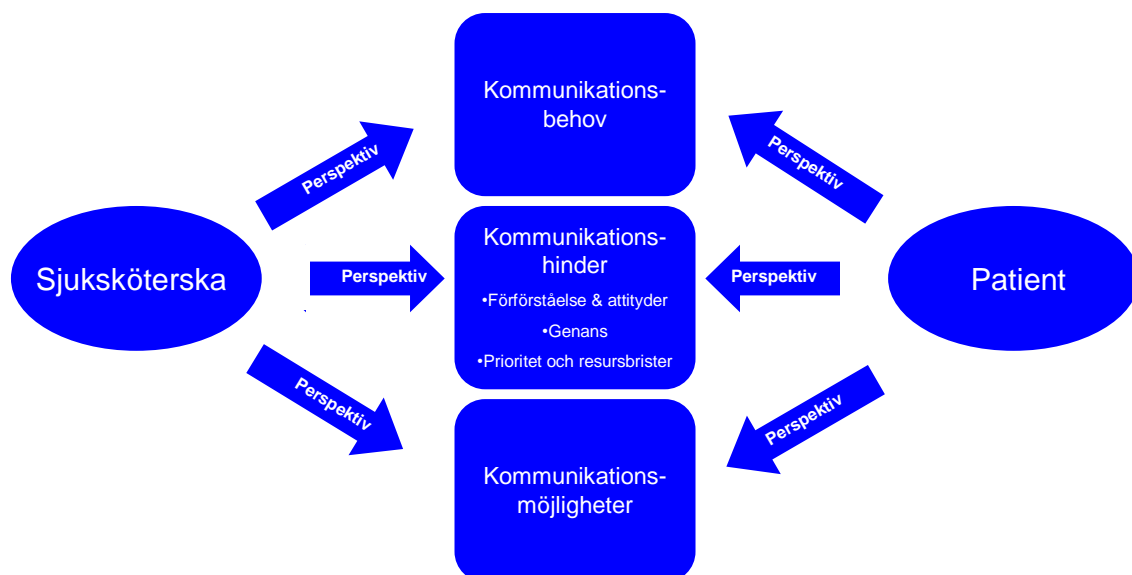 Kommunikations-
behov
Perspektiv
Perspektiv
Sjuksköterska
Perspektiv
Kommunikations-
hinder
•Förförståelse & attityder
•Genans
•Prioritet och resursbrister
Perspektiv
Patient
Perspektiv
Perspektiv
Kommunikations-
möjligheter